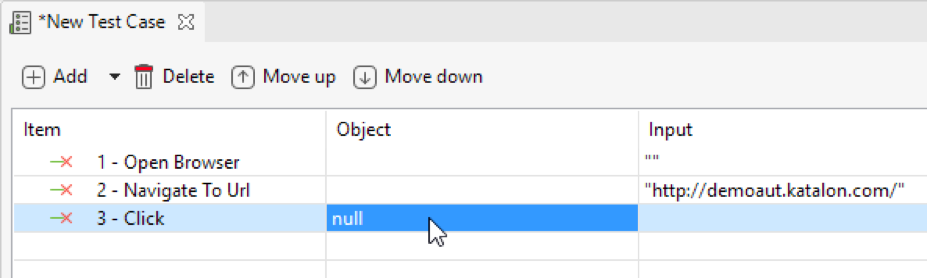 *New Test Case
Add Delete Move up Move down
Item Object Input
1 - Open Browser ""
2 - Navigate To Url "http://demoaut.katalon.com/"
3 - Click null